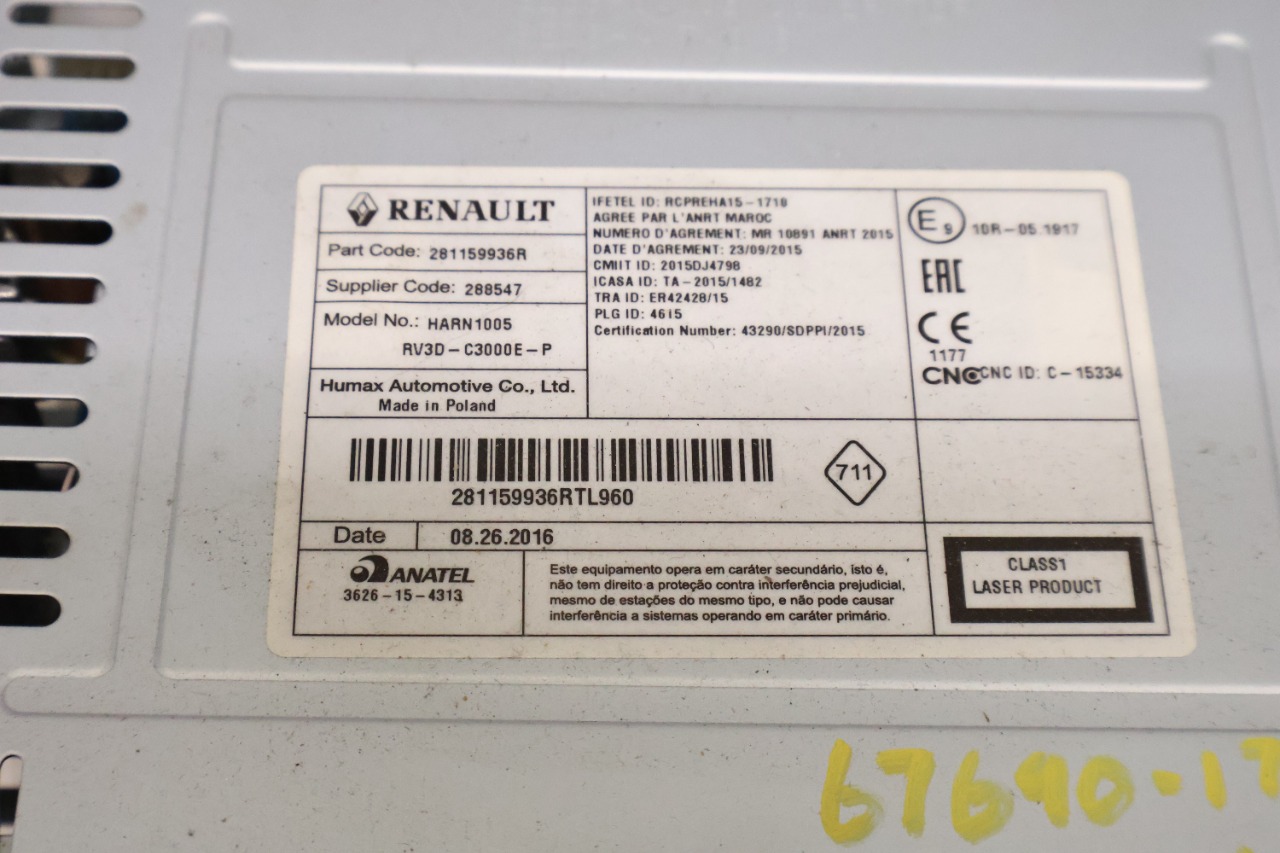 RENAULT
Part Code: 281159936R
Supplier Code: 288547
Model No.: HARN1005
RV3D-C3000E-P
Humax Automotive Co., Ltd.
Made in Poland
IFETEL ID: RCPREHA15-1718
AGREE PAR L'ANRT MAROC
NUMERO D'AGREMENT: MR 10891 ANRT 2015
DATE D'AGREMENT: 23/09/2015
CMIIT ID: 2015DJ4798
ICASA ID: TA-2015/1482
TRA ID: ER42428/15
PLG ID: 4615
Certification Number: 43290/SDPPI/2015
E9 10R-05.1917
EAC
CE
1177
CNC CNC ID: C-15334
281159936RTL960
711
Date 08.26.2016
ANATEL
3626-15-4313
Este equipamento opera em caráter secundário, isto é,
não tem direito a proteção contra interferência prejudicial,
mesmo de estações do mesmo tipo, e não pode causar
interferência a sistemas operando em caráter primário.
CLASS1
LASER PRODUCT
67690-17